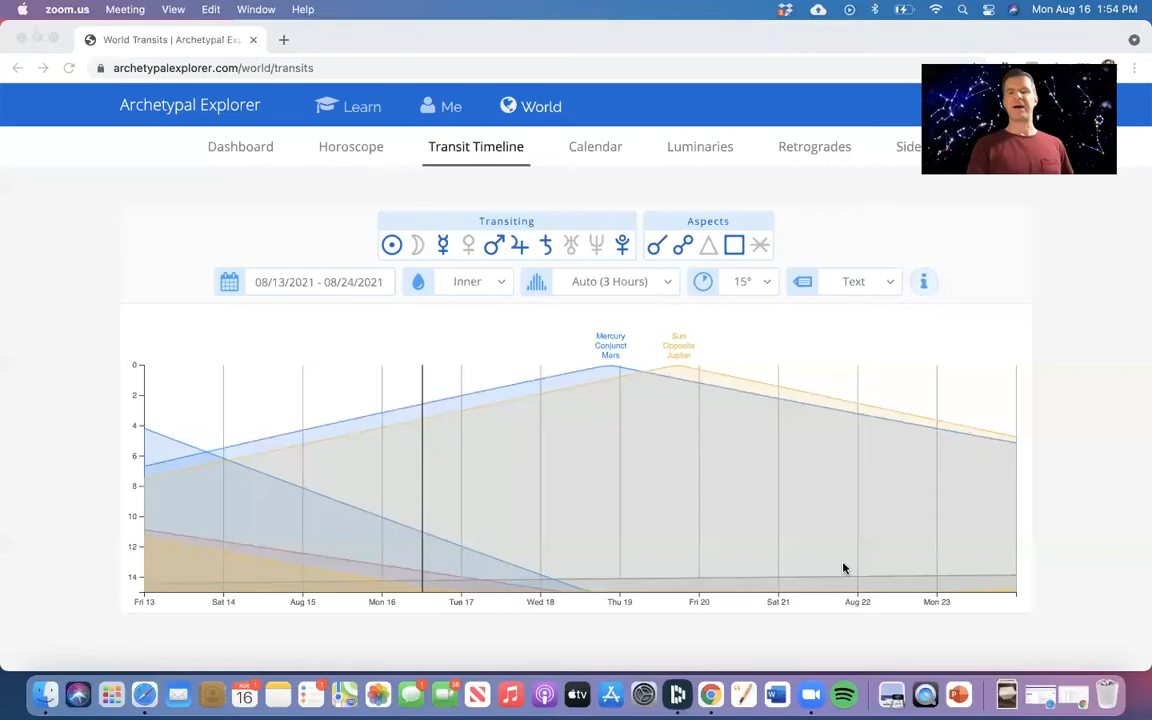 zoom.us Meeting View Edit Window Help Mon Aug 16 1:54 PM
World Transits | Archetypal Ex
archetypalexplorer.com/world/transits
Archetypal Explorer Learn Me World
Dashboard Horoscope Transit Timeline Calendar Luminaries Retrogrades Side
Transiting Aspects
08/13/2021 - 08/24/2021 Inner Auto (3 Hours) 15° Text
Mercury
Conjunct
Mars
Sun
Opposite
Jupiter
0
2
4
6
8
10
12
14
Fri 13 Sat 14 Aug 15 Mon 16 Tue 17 Wed 18 Thu 19 Fri 20 Sat 21 Aug 22 Mon 23
AUG
16
tv